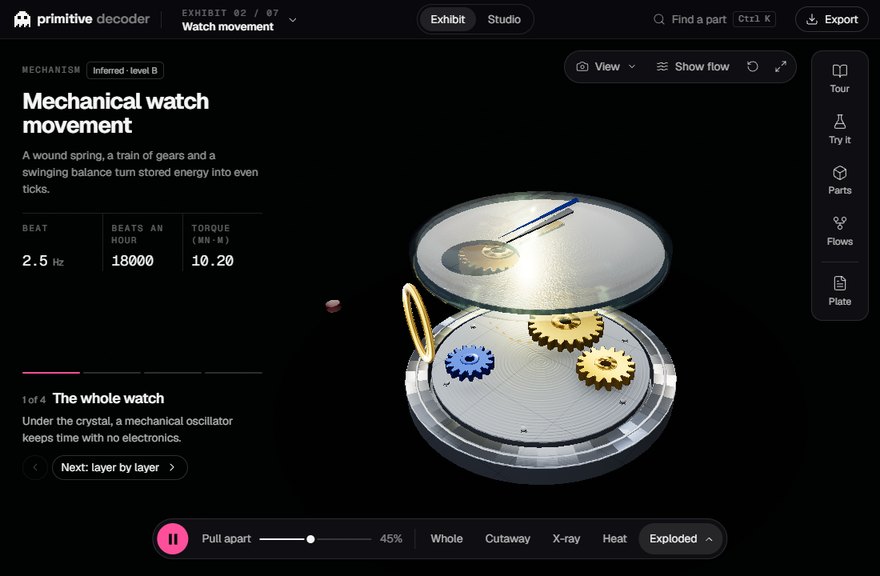 primitive decoder
EXHIBIT 02 / 07
Watch movement
Exhibit
Studio
Find a part
Ctrl K
Export
MECHANISM
Inferred · level B
Mechanical watch
movement
A wound spring, a train of gears and a
swinging balance turn stored energy into even
ticks.
BEAT
2.5 Hz
BEATS AN
HOUR
18000
TORQUE
(MN·M)
10.20
View
Show flow
Tour
Try it
Parts
Flows
Plate
1 of 4 The whole watch
Under the crystal, a mechanical oscillator
keeps time with no electronics.
Next: layer by layer
Pull apart
45%
Whole
Cutaway
X-ray
Heat
Exploded